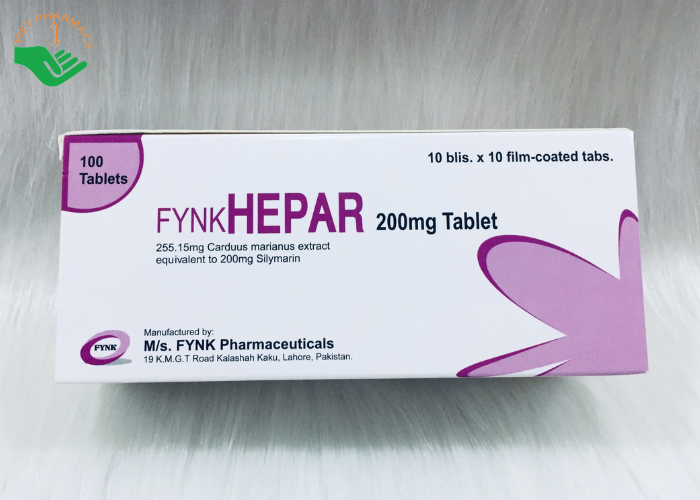 100
Tablets
10 blis. x 10 film-coated tabs.
FYNKHEPAR 200mg Tablet
255.15mg Carduus marianus extract
equivalent to 200mg Silymarin
FYNK
Manufactured by:
M/s. FYNK Pharmaceuticals
19 K.M.G.T Road Kalashah Kaku, Lahore, Pakistan.